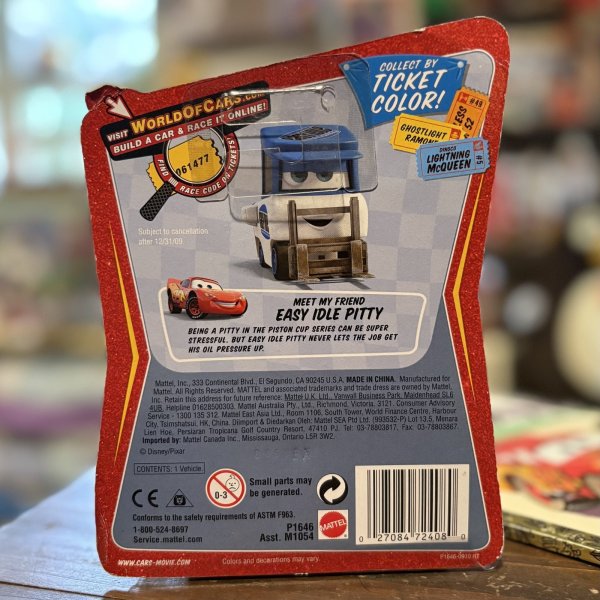 VISIT WORLDOFCARS.COM
BUILD A CAR & RACE IT ONLINE!
FIND RACE CODE ON TICKETS!
061477
Subject to cancellation
after 12/31/09.
COLLECT BY
TICKET
COLOR!
#49
52
GHOSTLIGHT
RAMON
DINOCO
LIGHTNING
McQUEEN
#5
MEET MY FRIEND
EASY IDLE PITTY
BEING A PITTY IN THE PISTON CUP SERIES CAN BE SUPER
STRESSFUL. BUT EASY IDLE PITTY NEVER LETS THE JOB GET
HIS OIL PRESSURE UP.
Mattel, Inc., 333 Continental Blvd., El Segundo, CA 90245 U.S.A. MADE IN CHINA. Manufactured for
Mattel. All Rights Reserved. MATTEL and associated trademarks and trade dress are owned by Mattel,
Inc. Retain this address for future reference: Mattel U.K. Ltd., Vanwall Business Park, Maidenhead SL6
4UB. Helpline 01628500303. Mattel Australia Pty., Ltd., Richmond, Victoria. 3121. Consumer Advisory
Service - 1300 135 312. Mattel East Asia Ltd., Room 1106, South Tower, World Finance Centre, Harbour
City, Tsimshatsui, HK, China. Diimport & Diedarkan Oleh: Mattel SEA Ptd Ltd. (993532-P) Lot 13.5, Menara
Lien Hoe, Persiaran Tropicana Golf Country Resort, 47410 PJ. Tel: 03-78803817, Fax: 03-78803867.
Imported by: Mattel Canada Inc., Mississauga, Ontario L5R 3W2.
© Disney/Pixar
CONTENTS: 1 Vehicle.
CE
0-3
Small parts may
be generated.
Conforms to the safety requirements of ASTM F963.
1-800-524-8697
Service.mattel.com
P1646
Asst. M1054
MATTEL
0 27084 72408 0
WWW.CARS-MOVIE.COM
Colors and decorations may vary.
P1646-0910 R1